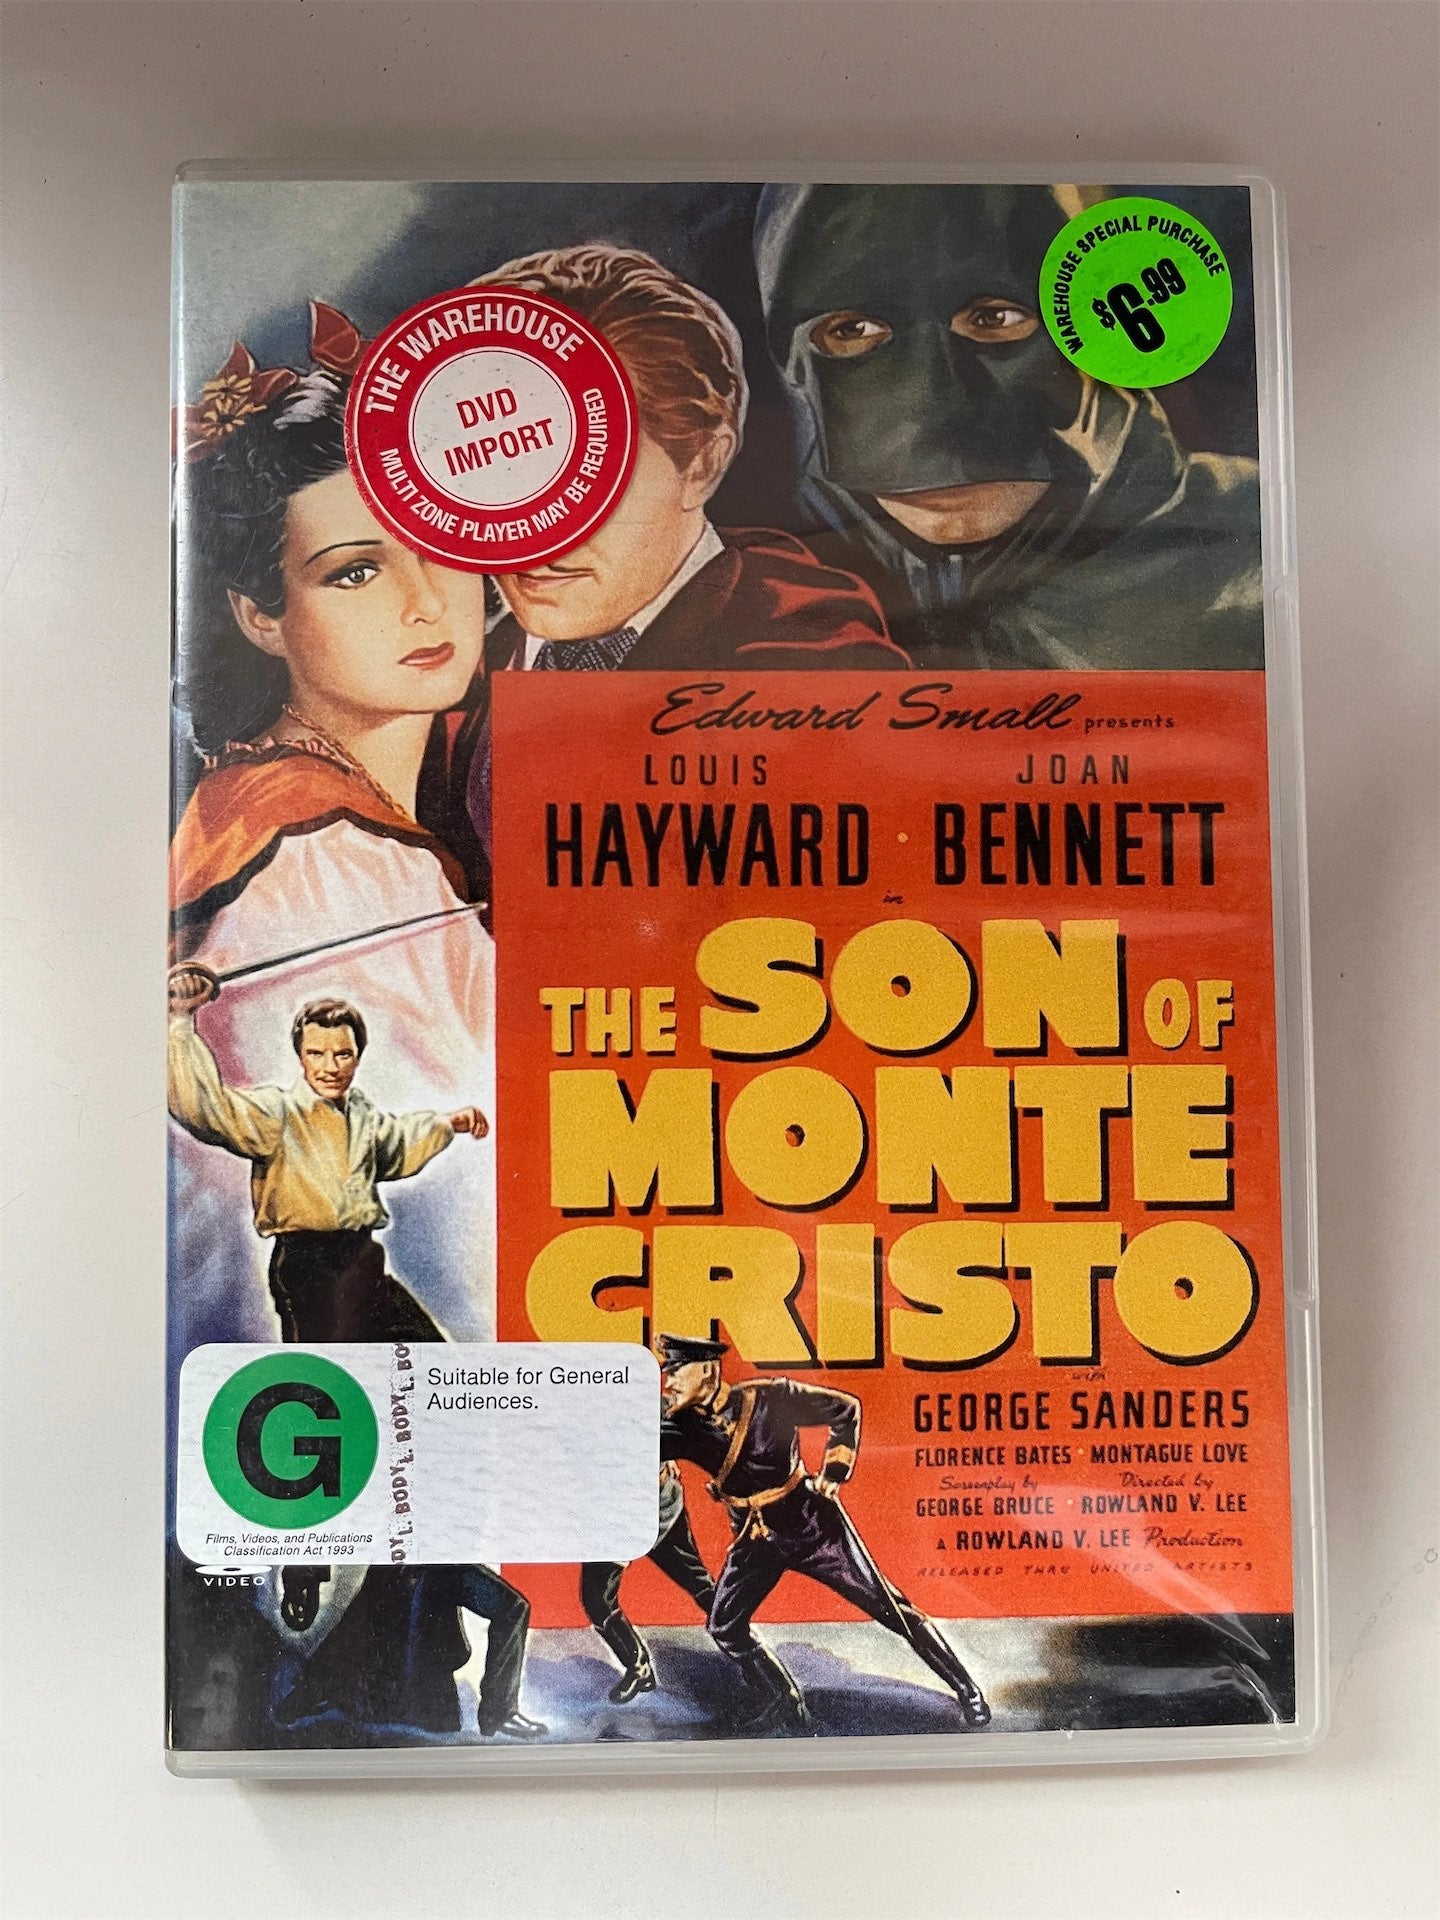 WAREHOUSE SPECIAL PURCHASE
$6.99
THE WAREHOUSE
DVD
IMPORT
MULTI ZONE PLAYER MAY BE REQUIRED
Edward Small presents
LOUIS JOAN
HAYWARD · BENNETT
in
THE SON OF
MONTE
CRISTO
with
GEORGE SANDERS
FLORENCE BATES · MONTAGUE LOVE
Screenplay by Directed by
GEORGE BRUCE · ROWLAND V. LEE
A ROWLAND V. LEE Production
RELEASED THRU UNITED ARTISTS
G
Suitable for General
Audiences.
Films, Videos, and Publications
Classification Act 1993
L. BODY L. BODY
VIDEO